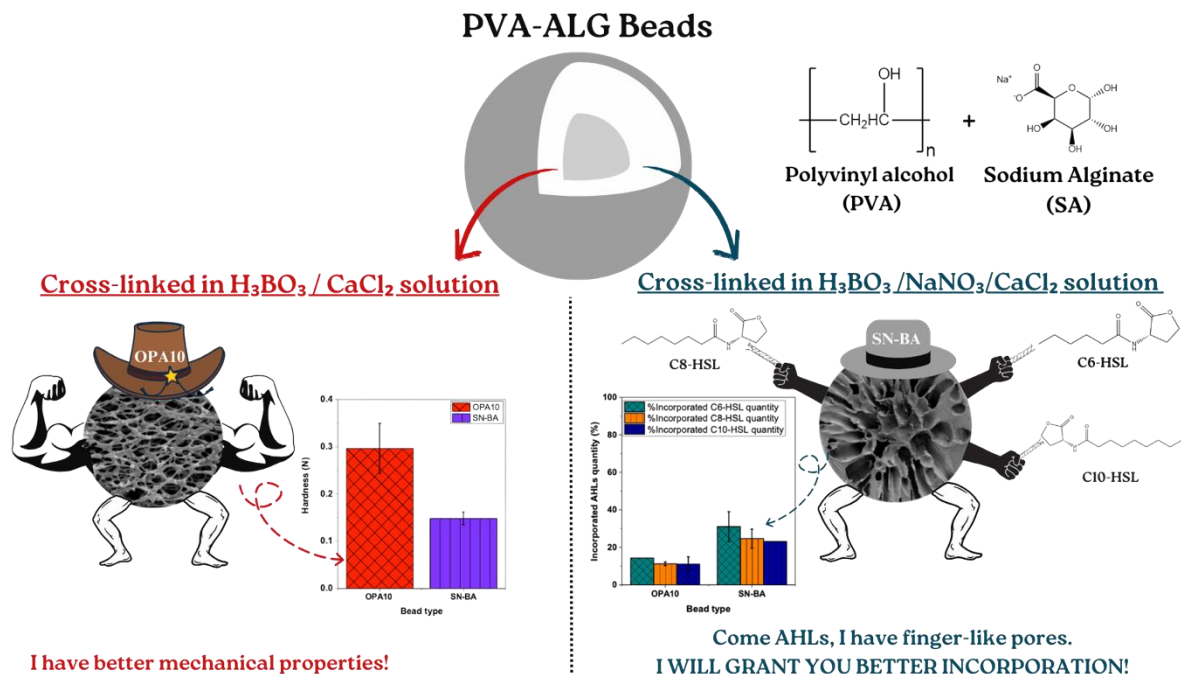 PVA-ALG Beads
OH
CH₂HC
n
Polyvinyl alcohol
(PVA)
+
Na⁺
O
⁻O
O
OH
HO
OH
OH
Sodium Alginate
(SA)
Cross-linked in H₃BO₃ / CaCl₂ solution
Cross-linked in H₃BO₃ /NaNO₃/CaCl₂ solution
OPA10
OPA10
SN-BA
Hardness (N)
0.4
0.3
0.2
0.1
0.0
OPA10
SN-BA
Bead type
I have better mechanical properties!
SN-BA
O
N
H
O
O
C8-HSL
O
N
H
O
O
C6-HSL
O
O
O
N
H
C10-HSL
%Incorporated C6-HSL quantity
%Incorporated C8-HSL quantity
%Incorporated C10-HSL quantity
Incorporated AHLs quantity (%)
100
80
60
40
20
0
OPA10
SN-BA
Bead type
Come AHLs, I have finger-like pores.
I WILL GRANT YOU BETTER INCORPORATION!